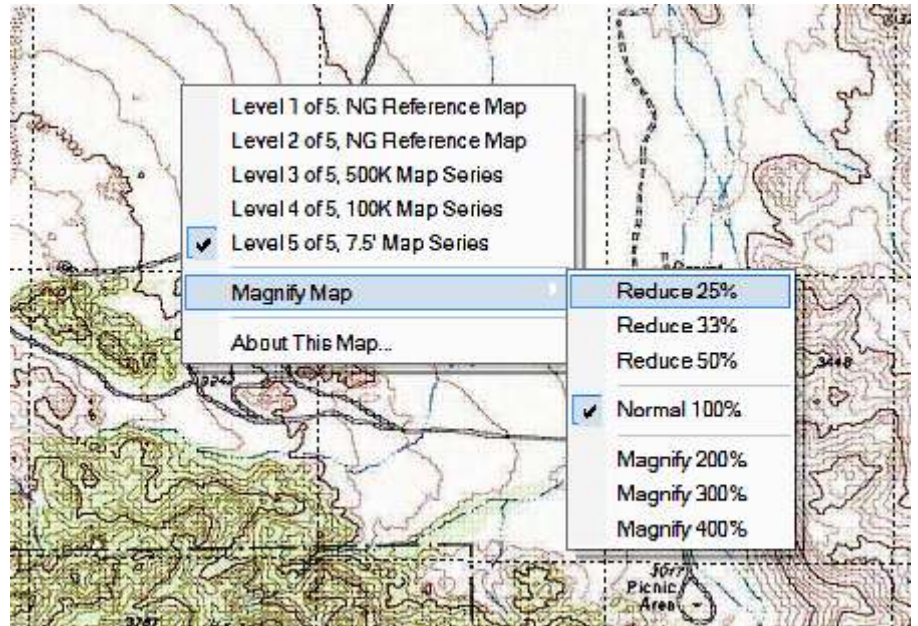 Level 1 of 5. NG Reference Map
Level 2 of 5, NG Reference Map
Level 3 of 5, 500K Map Series
Level 4 of 5, 100K Map Series
Level 5 of 5, 7.5' Map Series
Magnify Map
About This Map...
Reduce 25%
Reduce 33%
Reduce 50%
Normal 100%
Magnify 200%
Magnify 300%
Magnify 400%
3448
Picnic
Area